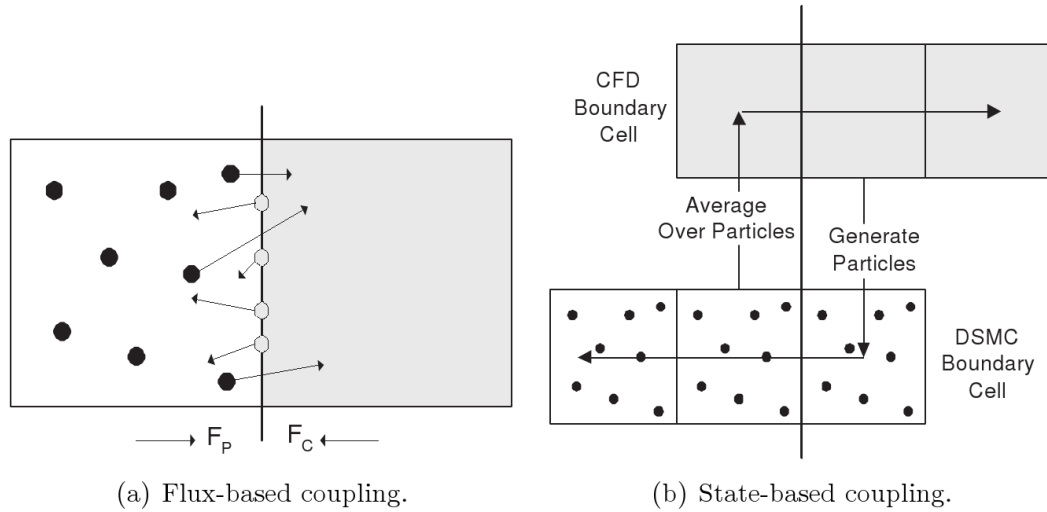 CFD
Boundary
Cell
Average
Over Particles
Generate
Particles
DSMC
Boundary
Cell
F_P F_C
(a) Flux-based coupling.
(b) State-based coupling.